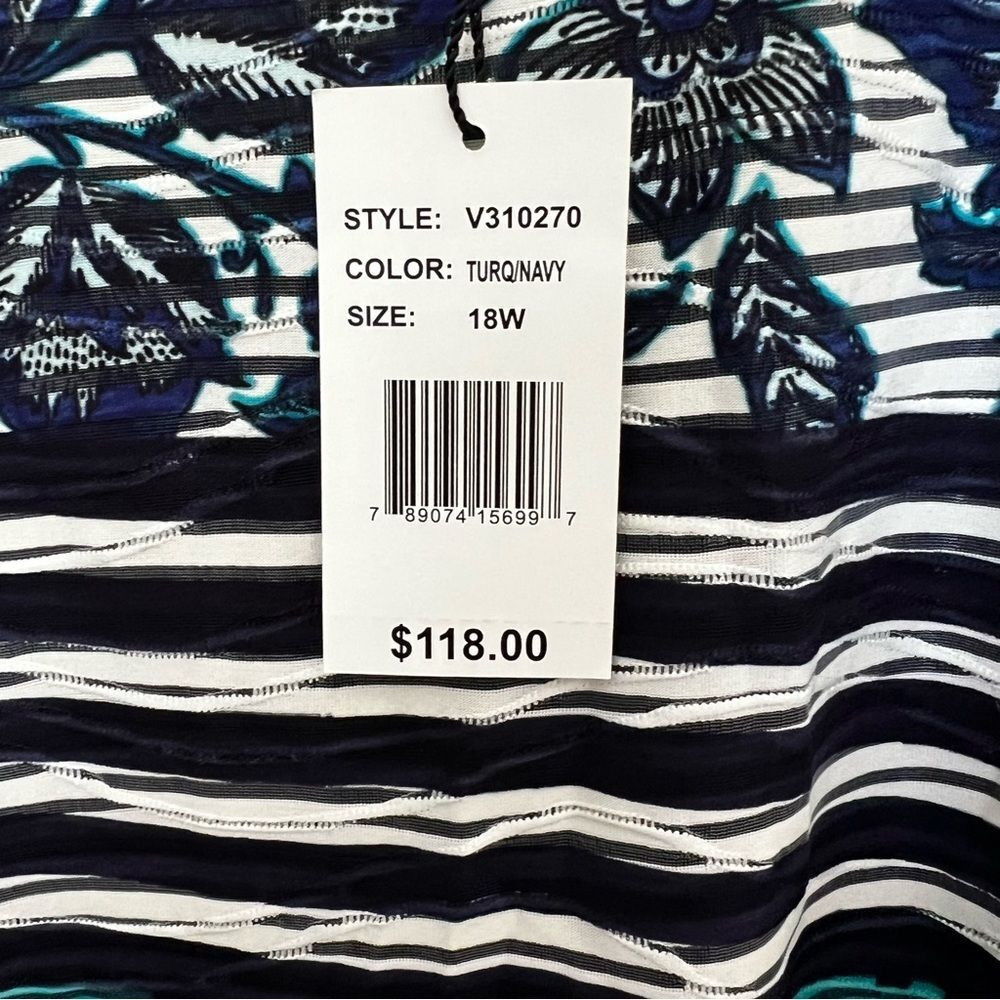 STYLE: V310270
COLOR: TURQ/NAVY
SIZE: 18W
7 89074 15699 7
$118.00